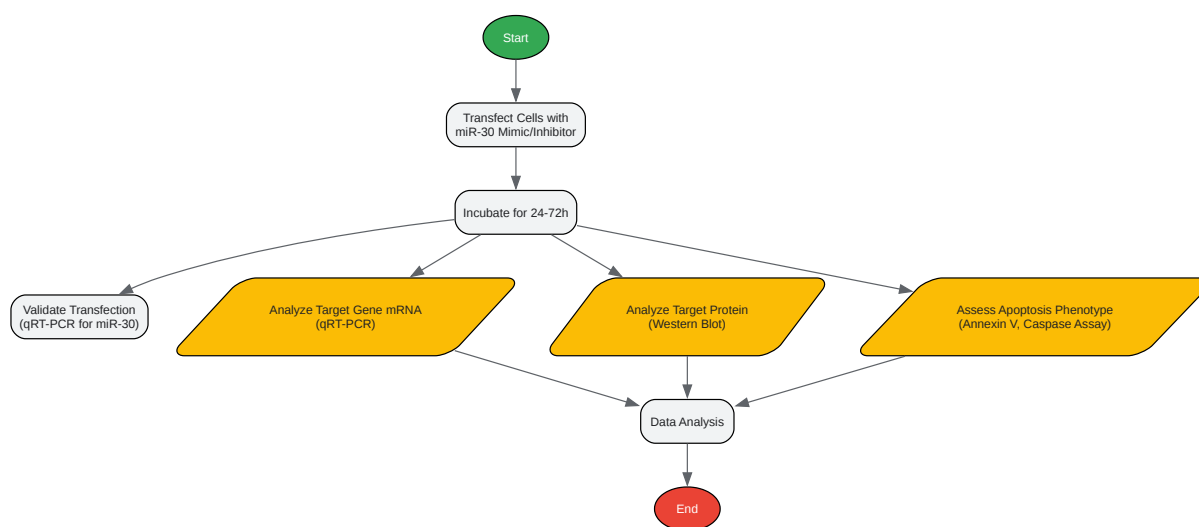 Start
Transfect Cells with
miR-30 Mimic/Inhibitor
Incubate for 24-72h
Validate Transfection
(qRT-PCR for miR-30)
Analyze Target Gene mRNA
(qRT-PCR)
Analyze Target Protein
(Western Blot)
Assess Apoptosis Phenotype
(Annexin V, Caspase Assay)
Data Analysis
End